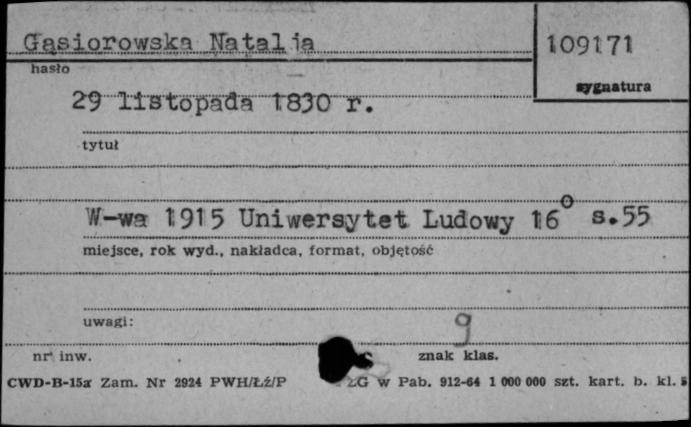 Gąsiorowska Natalia
109171
hasło
sygnatura
29 listopada 1830 r.
tytuł
W-wa 1915 Uniwersytet Ludowy 16° s.55
miejsce, rok wyd., nakładca, format, objętość
uwagi:
9
nr inw.
znak klas.
CWD-B-15a Zam. Nr 2924 PWH/Łź/P ZG w Pab. 912-64 1 000 000 szt. kart. b. kl.